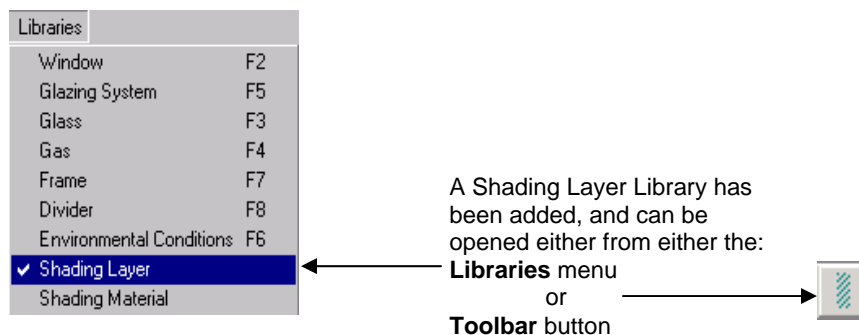 Libraries
Window F2
Glazing System F5
Glass F3
Gas F4
Frame F7
Divider F8
Environmental Conditions F6
Shading Layer
Shading Material
A Shading Layer Library has
been added, and can be
opened either from either the:
Libraries menu
or
Toolbar button